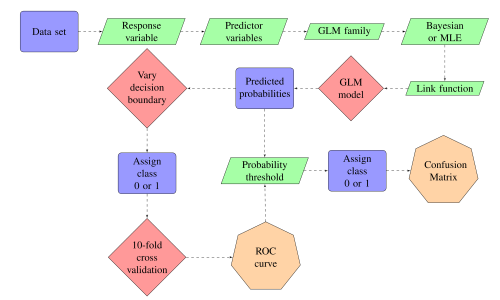 Data set
Response
variable
Predictor
variables
GLM family
Bayesian
or MLE
Vary
decision
boundary
Predicted
probabilities
GLM
model
Link function
Assign
class
0 or 1
Probability
threshold
Assign
class
0 or 1
Confusion
Matrix
10-fold
cross
validation
ROC
curve